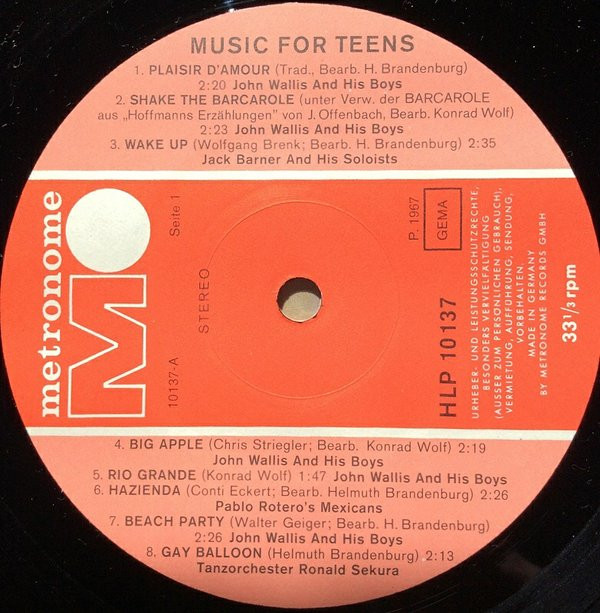 MUSIC FOR TEENS
1. PLAISIR D'AMOUR (Trad., Bearb. H. Brandenburg)
2:20 John Wallis And His Boys
2. SHAKE THE BARCAROLE (unter Verw. der BARCAROLE
aus „Hoffmanns Erzählungen" von J. Offenbach, Bearb. Konrad Wolf)
2:23 John Wallis And His Boys
3. WAKE UP (Wolfgang Brenk; Bearb. H. Brandenburg) 2:35
Jack Barner And His Soloists
metronome
M
Seite 1
10137-A
STEREO
P. 1967
GEMA
HLP 10137
URHEBER- UND LEISTUNGSSCHUTZRECHTE,
BESONDERS VERVIELFÄLTIGUNG
(AUSSER ZUM PERSÖNLICHEN GEBRAUCH),
VERMIETUNG, AUFFÜHRUNG, SENDUNG,
VORBEHALTEN
MADE IN GERMANY
BY METRONOME RECORDS GMBH
33 1/3 rpm
4. BIG APPLE (Chris Striegler; Bearb. Konrad Wolf) 2:19
John Wallis And His Boys
5. RIO GRANDE (Konrad Wolf) 1:47 John Wallis And His Boys
6. HAZIENDA (Conti Eckert; Bearb. Helmuth Brandenburg) 2:26
Pablo Rotero's Mexicans
7. BEACH PARTY (Walter Geiger; Bearb. H. Brandenburg)
2:26 John Wallis And His Boys
8. GAY BALLOON (Helmuth Brandenburg) 2:13
Tanzorchester Ronald Sekura